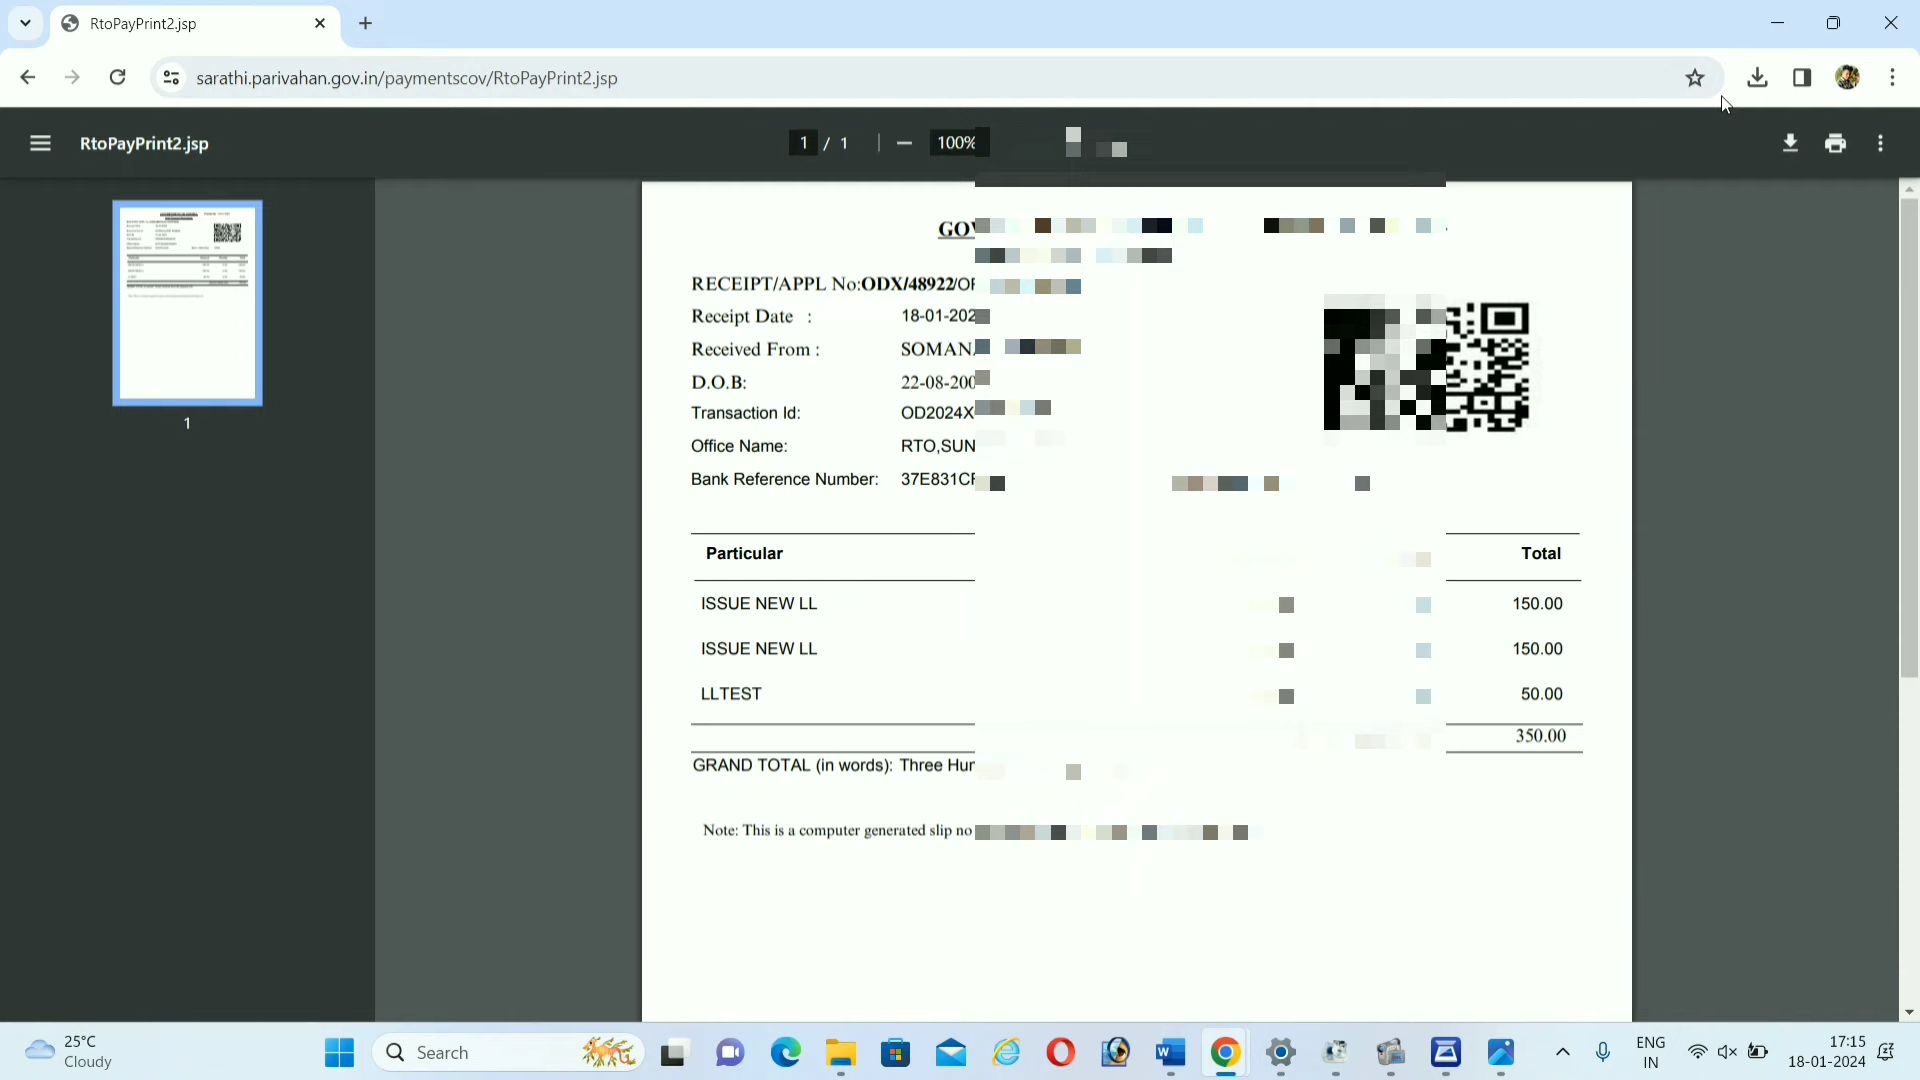 RtoPayPrint2.jsp
sarathi.parivahan.gov.in/paymentscov/RtoPayPrint2.jsp
RtoPayPrint2.jsp 1 / 1 100%
1
RECEIPT/APPL No:ODX/48922/
Receipt Date : 18-01-202
Received From :
D.O.B: 22-08-200
Transaction Id: OD2024X
Office Name: RTO,SUN
Bank Reference Number: 37E831C
Particular Total
ISSUE NEW LL 150.00
ISSUE NEW LL 150.00
LLTEST 50.00
350.00
GRAND TOTAL (in words): Three
Note: This is a computer generated slip no
25°C
Cloudy
Search
ENG
IN
17:15
18-01-2024